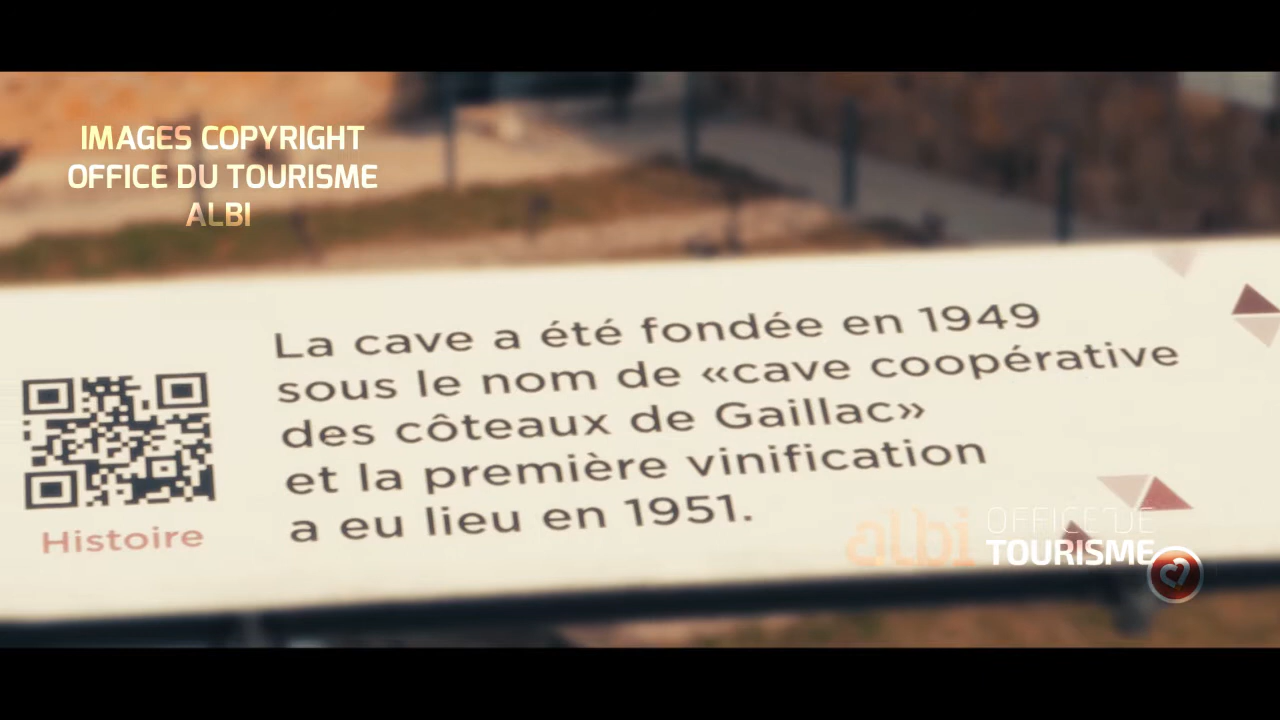 IMAGES COPYRIGHT
OFFICE DU TOURISME
ALBI
La cave a été fondée en 1949
sous le nom de «cave coopérative
des côteaux de Gaillac»
et la première vinification
a eu lieu en 1951.
Histoire
albi OFFICE DE
TOURISME